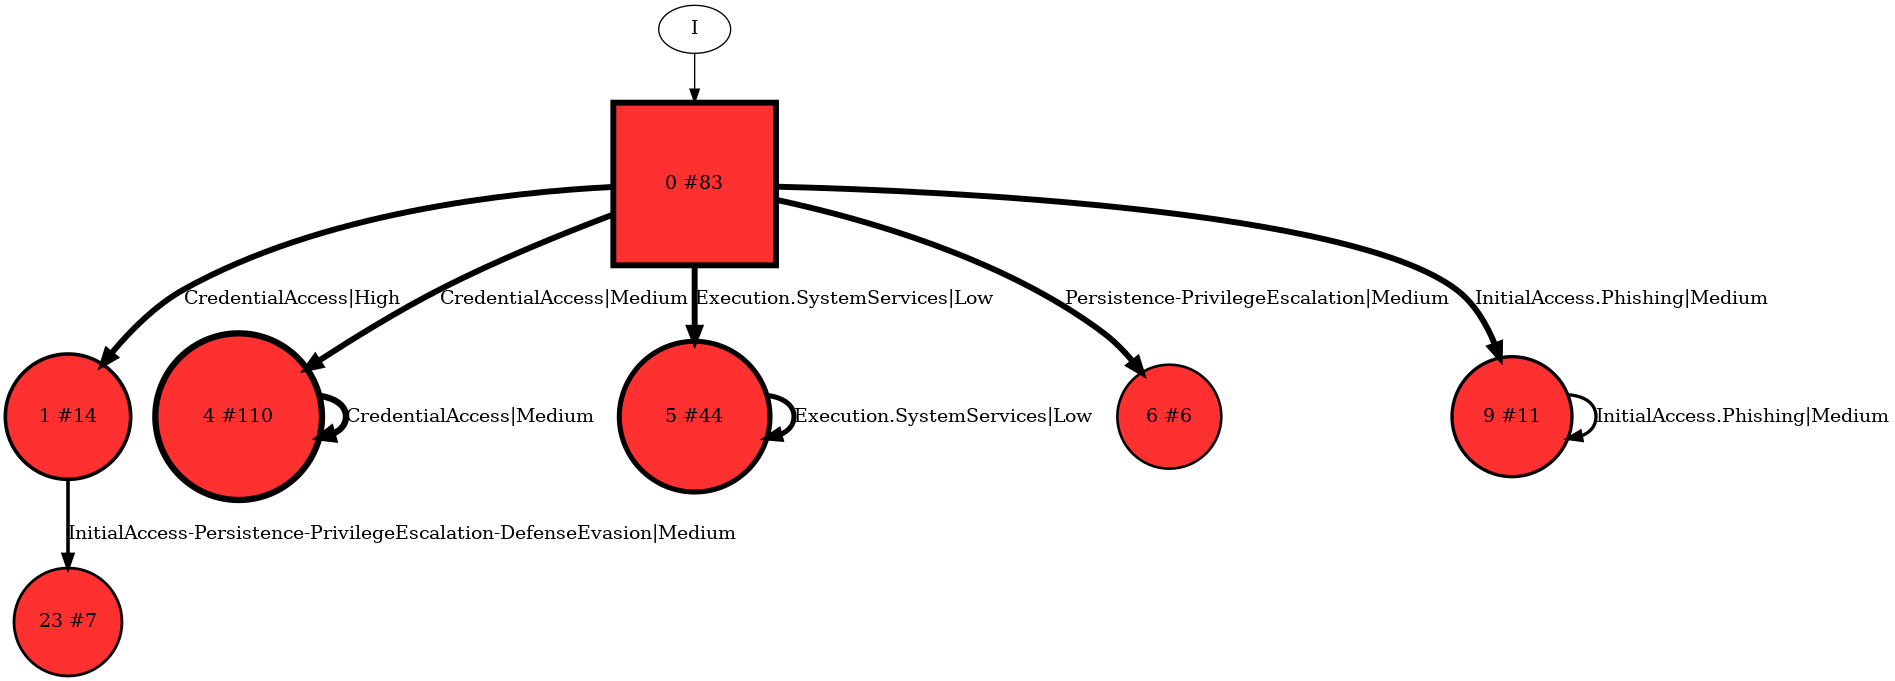 I
0 #83
CredentialAccess|High
CredentialAccess|Medium
Execution.SystemServices|Low
Persistence-PrivilegeEscalation|Medium
InitialAccess.Phishing|Medium
1 #14
4 #110
CredentialAccess|Medium
5 #44
Execution.SystemServices|Low
6 #6
9 #11
InitialAccess.Phishing|Medium
InitialAccess-Persistence-PrivilegeEscalation-DefenseEvasion|Medium
23 #7